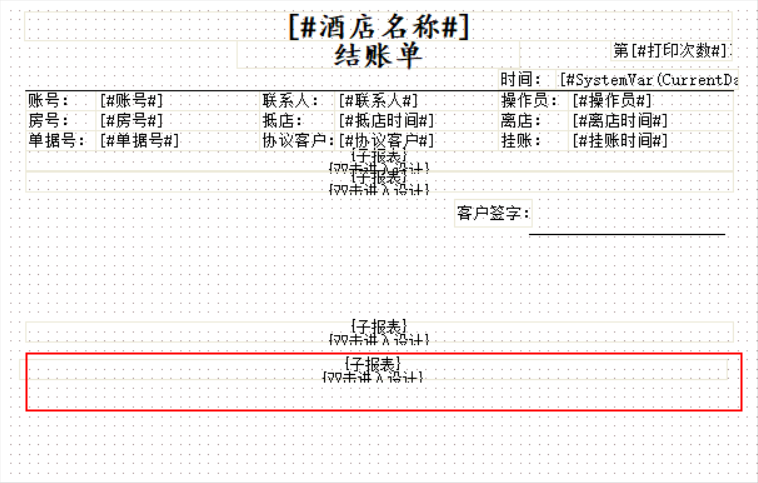 [#酒店名称#]
结账单
第[#打印次数#]
时间: [#SystemVar(CurrentDa
账号: [#账号#] 联系人: [#联系人#] 操作员: [#操作员#]
房号: [#房号#] 抵店: [#抵店时间#] 离店: [#离店时间#]
单据号: [#单据号#] 协议客户: [#协议客户#] 挂账: [#挂账时间#]
{子报表}
{双击进入设计}
{子报表}
{双击进入设计}
客户签字:
{子报表}
{双击进入设计}
{子报表}
{双击进入设计}